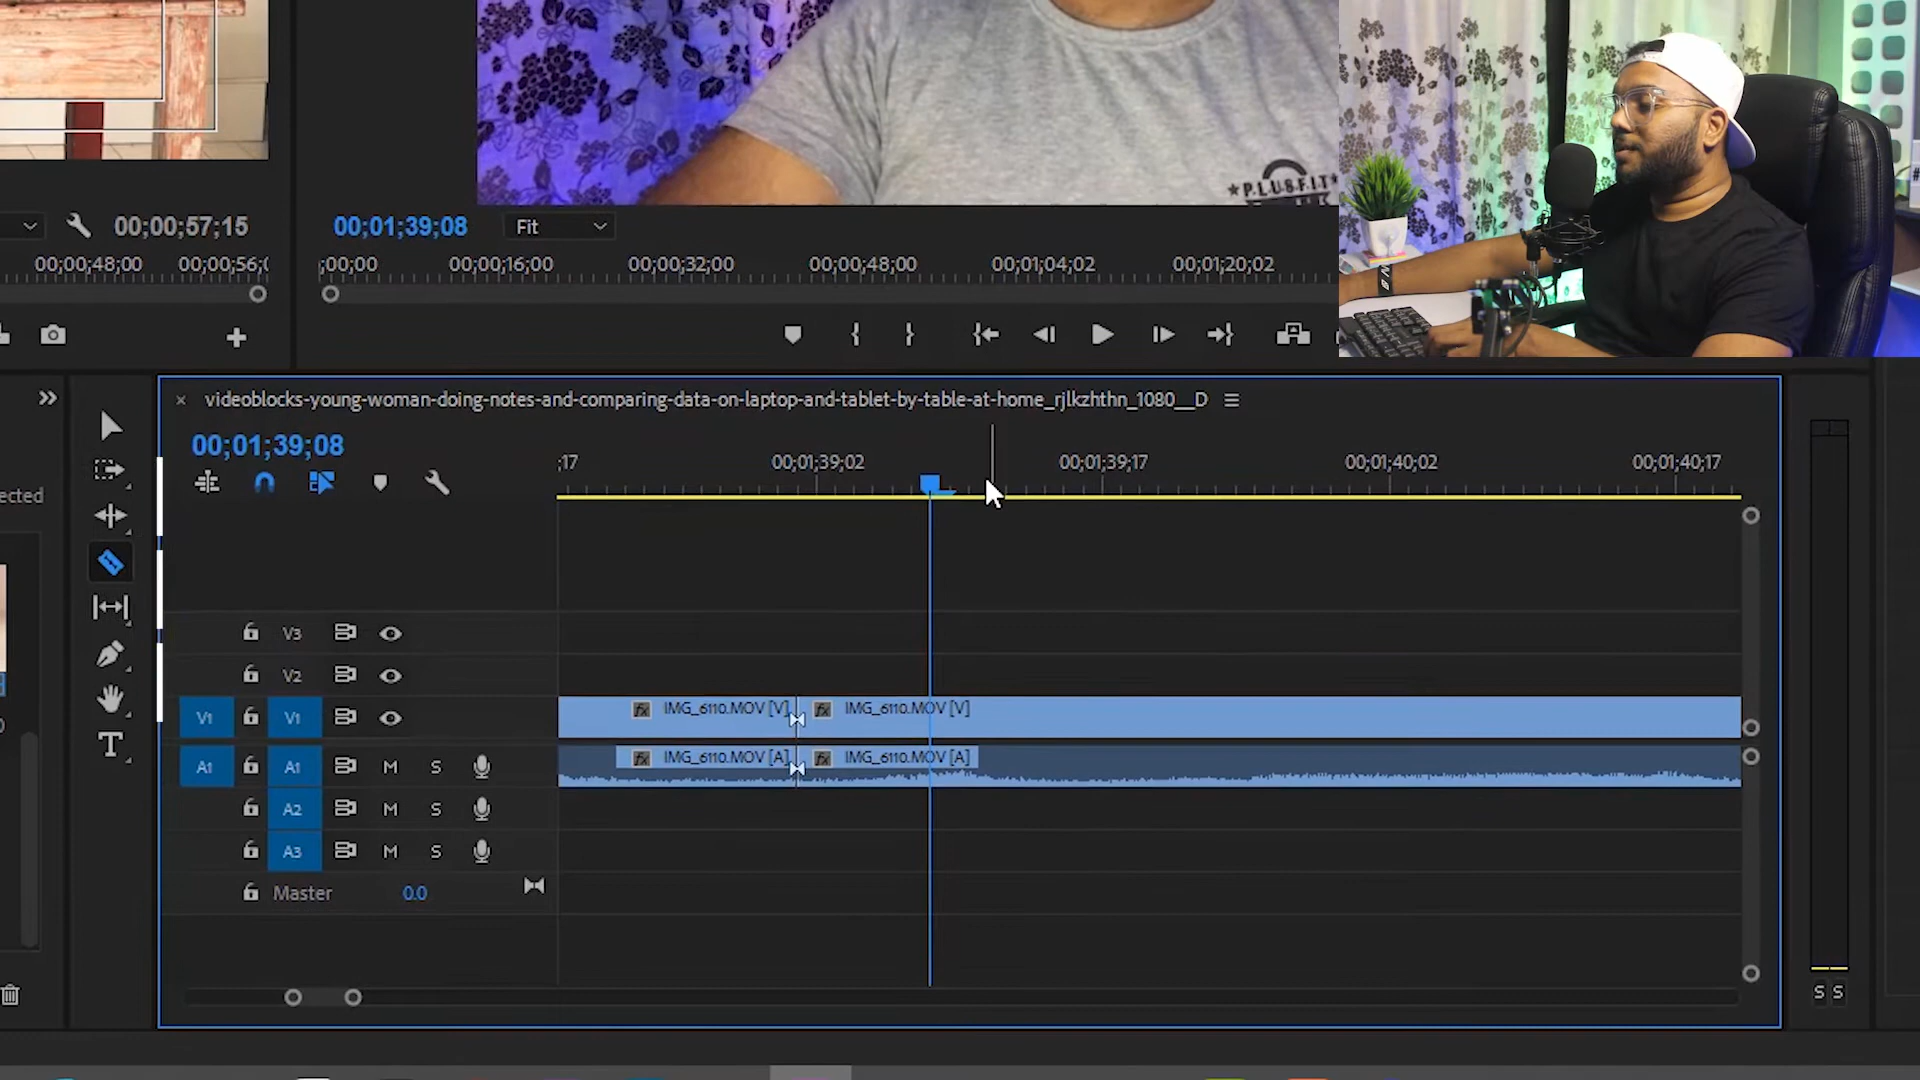 ★P.L.U.S.F.I.T★
00;00;57;15
00;01;39;08
Fit
00;00;48;00 00;00;56;0
;00;00 00;00;16;00 00;00;32;00 00;00;48;00 00;01;04;02 00;01;20;02
videoblocks-young-woman-doing-notes-and-comparing-data-on-laptop-and-tablet-by-table-at-home_rjlkzhthn_1080__D
00;01;39;08
;17 00;01;39;02 00;01;39;17 00;01;40;02 00;01;40;17
ected
V3
V2
V1 V1
fx IMG_6110.MOV [V] fx IMG_6110.MOV [V]
A1 A1 M S
fx IMG_6110.MOV [A] fx IMG_6110.MOV [A]
A2 M S
A3 M S
Master 0.0
S S